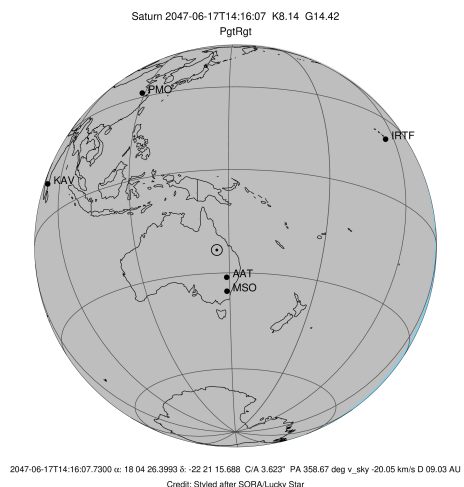 Saturn 2047-06-17T14:16:07 K8.14 G14.42
PgtRgt
PMO
IRTF
KAV
AAT
MSO
2047-06-17T14:16:07.7300 α: 18 04 26.3993 δ: -22 21 15.688 C/A 3.623" PA 358.67 deg v_sky -20.05 km/s D 09.03 AU
Credit: Styled after SORA/Lucky Star